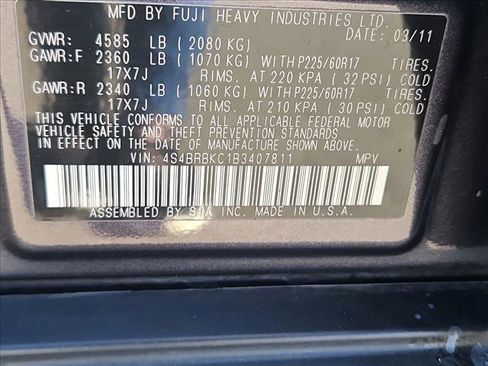 MFD BY FUJI HEAVY INDUSTRIES LTD.
DATE: 03/11
GVWR: 4585 LB ( 2080 KG)
GAWR:F 2360 LB ( 1070 KG) WITH P225/60R17 TIRES.
17X7J RIMS. AT 220 KPA ( 32 PSI) COLD
GAWR:R 2340 LB ( 1060 KG) WITH P225/60R17 TIRES.
17X7J RIMS. AT 210 KPA ( 30 PSI) COLD
THIS VEHICLE CONFORMS TO ALL APPLICABLE FEDERAL MOTOR
VEHICLE SAFETY AND THEFT PREVENTION STANDARDS
IN EFFECT ON THE DATE OF MANUFACTURE SHOWN ABOVE.
VIN: 4S4BRBKC1B3407811 MPV
ASSEMBLED BY SIA INC. MADE IN U.S.A.